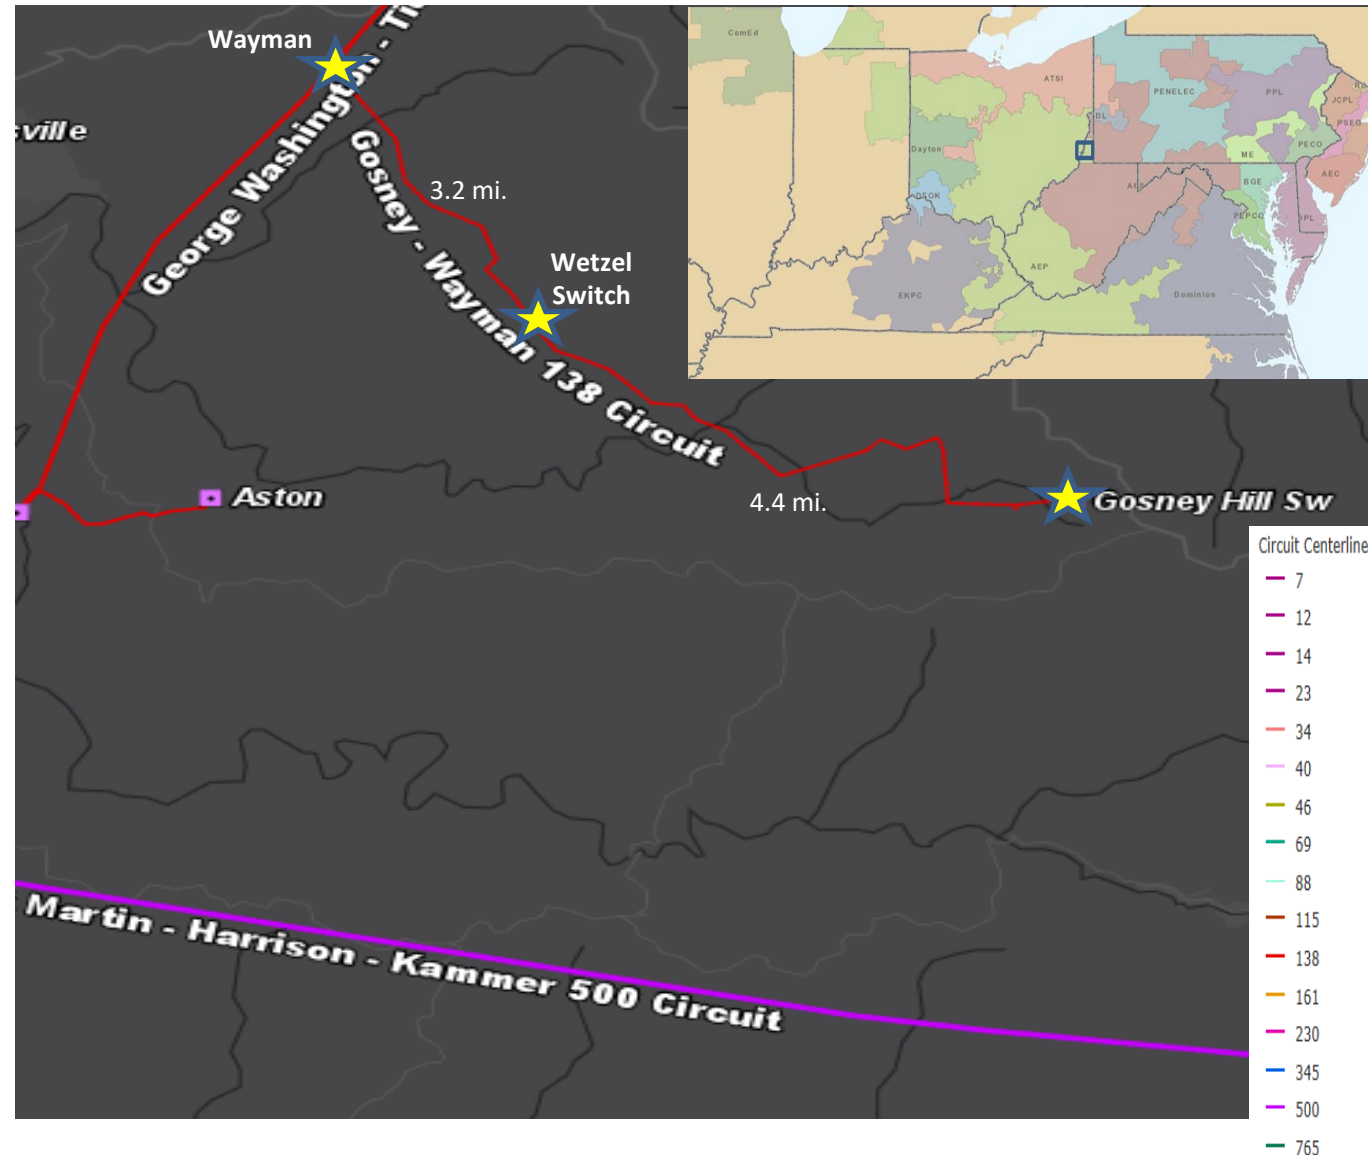 Wayman
George Washington - Ti
sville
Gosney - Wayman 138 Circuit
3.2 mi.
Wetzel
Switch
4.4 mi.
Aston
Gosney Hill Sw
Martin - Harrison - Kammer 500 Circuit
ComEd
ATSI
PENELEC
PPL
JCPL
PSEG
DL
Dayton
ME
PECO
AEC
BGE
DEOK
PEPCO
DPL
AEP
EKPC
Dominion
Circuit Centerline
7
12
14
23
34
40
46
69
88
115
138
161
230
345
500
765